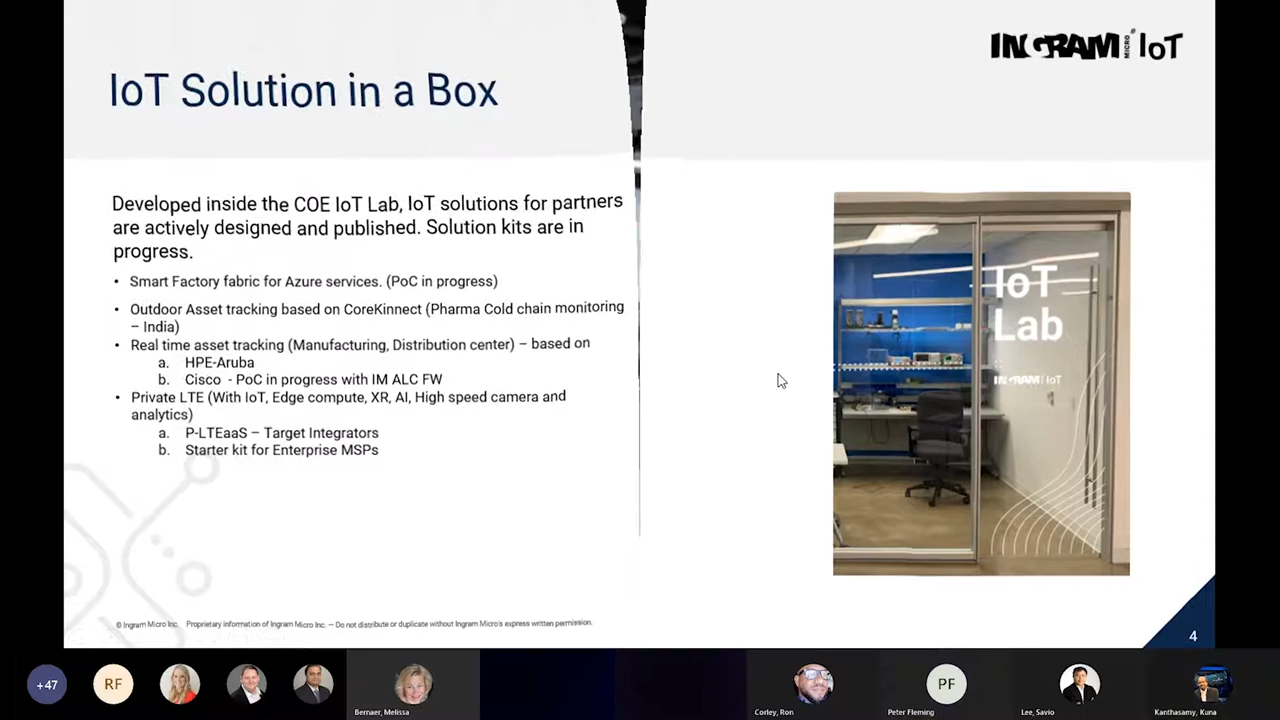 INGRAM MICRO ® IoT
IoT Solution in a Box
Developed inside the COE IoT Lab, IoT solutions for partners
are actively designed and published. Solution kits are in
progress.
• Smart Factory fabric for Azure services. (PoC in progress)
• Outdoor Asset tracking based on CoreKinnect (Pharma Cold chain monitoring
– India)
• Real time asset tracking (Manufacturing, Distribution center) – based on
a. HPE-Aruba
b. Cisco - PoC in progress with IM ALC FW
• Private LTE (With IoT, Edge compute, XR, AI, High speed camera and
analytics)
a. P-LTEaaS – Target Integrators
b. Starter kit for Enterprise MSPs
IoT
Lab
INGRAM IoT
© Ingram Micro Inc. Proprietary information of Ingram Micro Inc. — Do not distribute or duplicate without Ingram Micro's express written permission.
4
+47
RF
Bernaer, Melissa
Corley, Ron
PF
Peter Fleming
Lee, Savio
Kanthasamy, Kuna